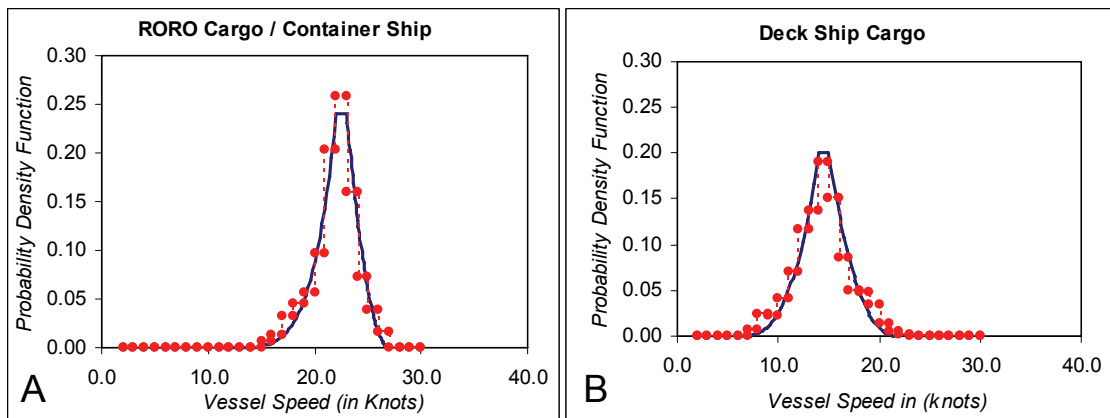 RORO Cargo / Container Ship
Probability Density Function
0.30
0.25
0.20
0.15
0.10
0.05
0.00
0.0 10.0 20.0 30.0 40.0
Vessel Speed (in Knots)
A
Deck Ship Cargo
Probability Density Function
0.30
0.25
0.20
0.15
0.10
0.05
0.00
0.0 10.0 20.0 30.0 40.0
Vessel Speed in (knots)
B